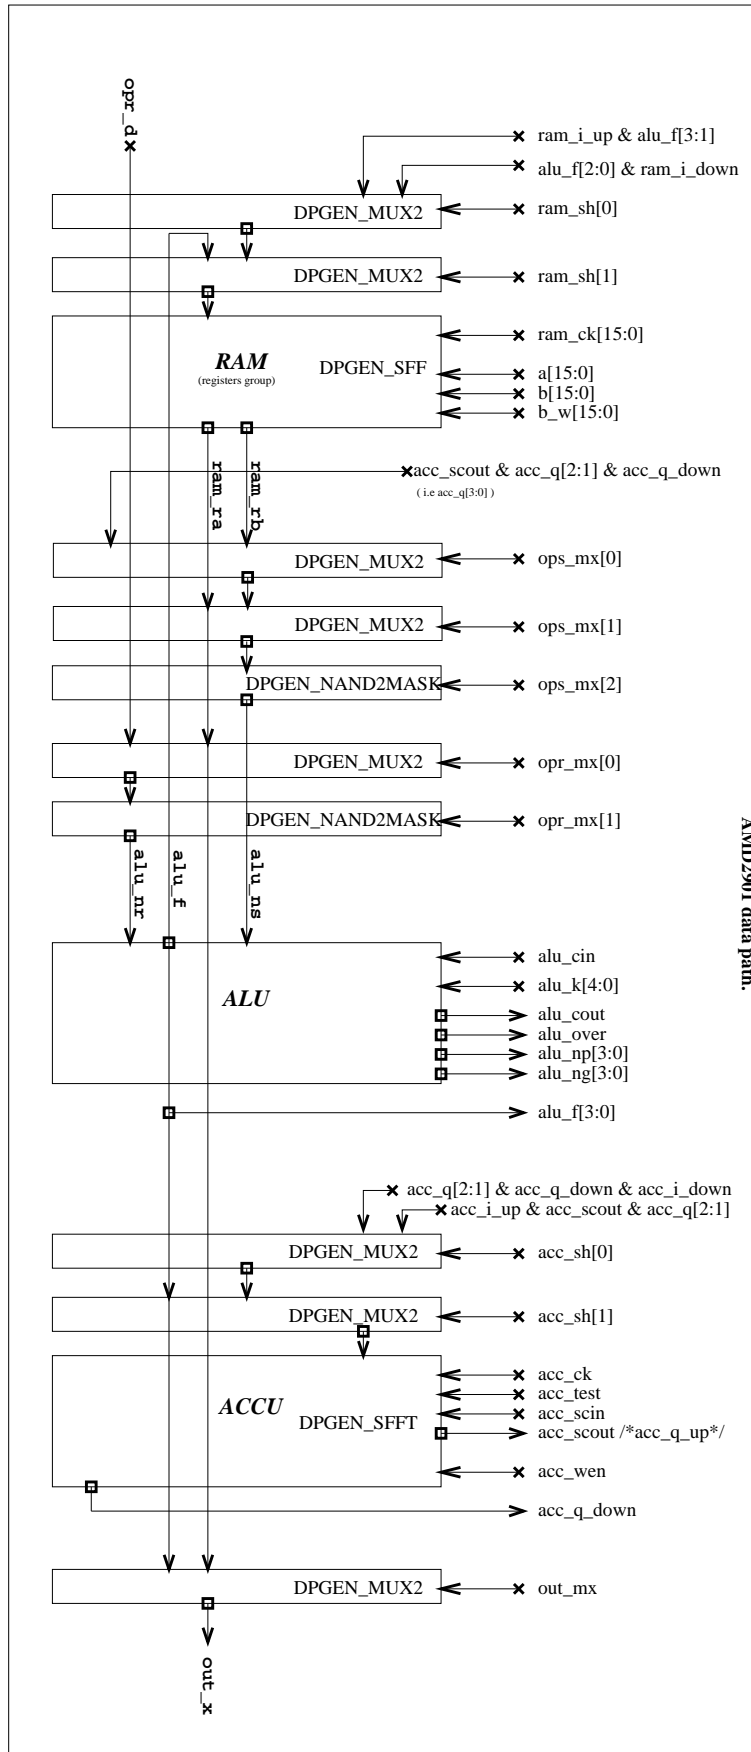 opr_d
ram_i_up & alu_f[3:1]
alu_f[2:0] & ram_i_down
DPGEN_MUX2
ram_sh[0]
DPGEN_MUX2
ram_sh[1]
RAM
(registers group)
DPGEN_SFF
ram_ck[15:0]
a[15:0]
b[15:0]
b_w[15:0]
ram_ra
ram_rb
acc_scout & acc_q[2:1] & acc_q_down
( i.e acc_q[3:0] )
DPGEN_MUX2
ops_mx[0]
DPGEN_MUX2
ops_mx[1]
DPGEN_NAND2MASK
ops_mx[2]
DPGEN_MUX2
opr_mx[0]
DPGEN_NAND2MASK
opr_mx[1]
alu_nr
alu_f
alu_ns
AMD2901 data path.
ALU
alu_cin
alu_k[4:0]
alu_cout
alu_over
alu_np[3:0]
alu_ng[3:0]
alu_f[3:0]
acc_q[2:1] & acc_q_down & acc_i_down
acc_i_up & acc_scout & acc_q[2:1]
DPGEN_MUX2
acc_sh[0]
DPGEN_MUX2
acc_sh[1]
ACCU
DPGEN_SFFT
acc_ck
acc_test
acc_scin
acc_scout /*acc_q_up*/
acc_wen
acc_q_down
DPGEN_MUX2
out_mx
out_x